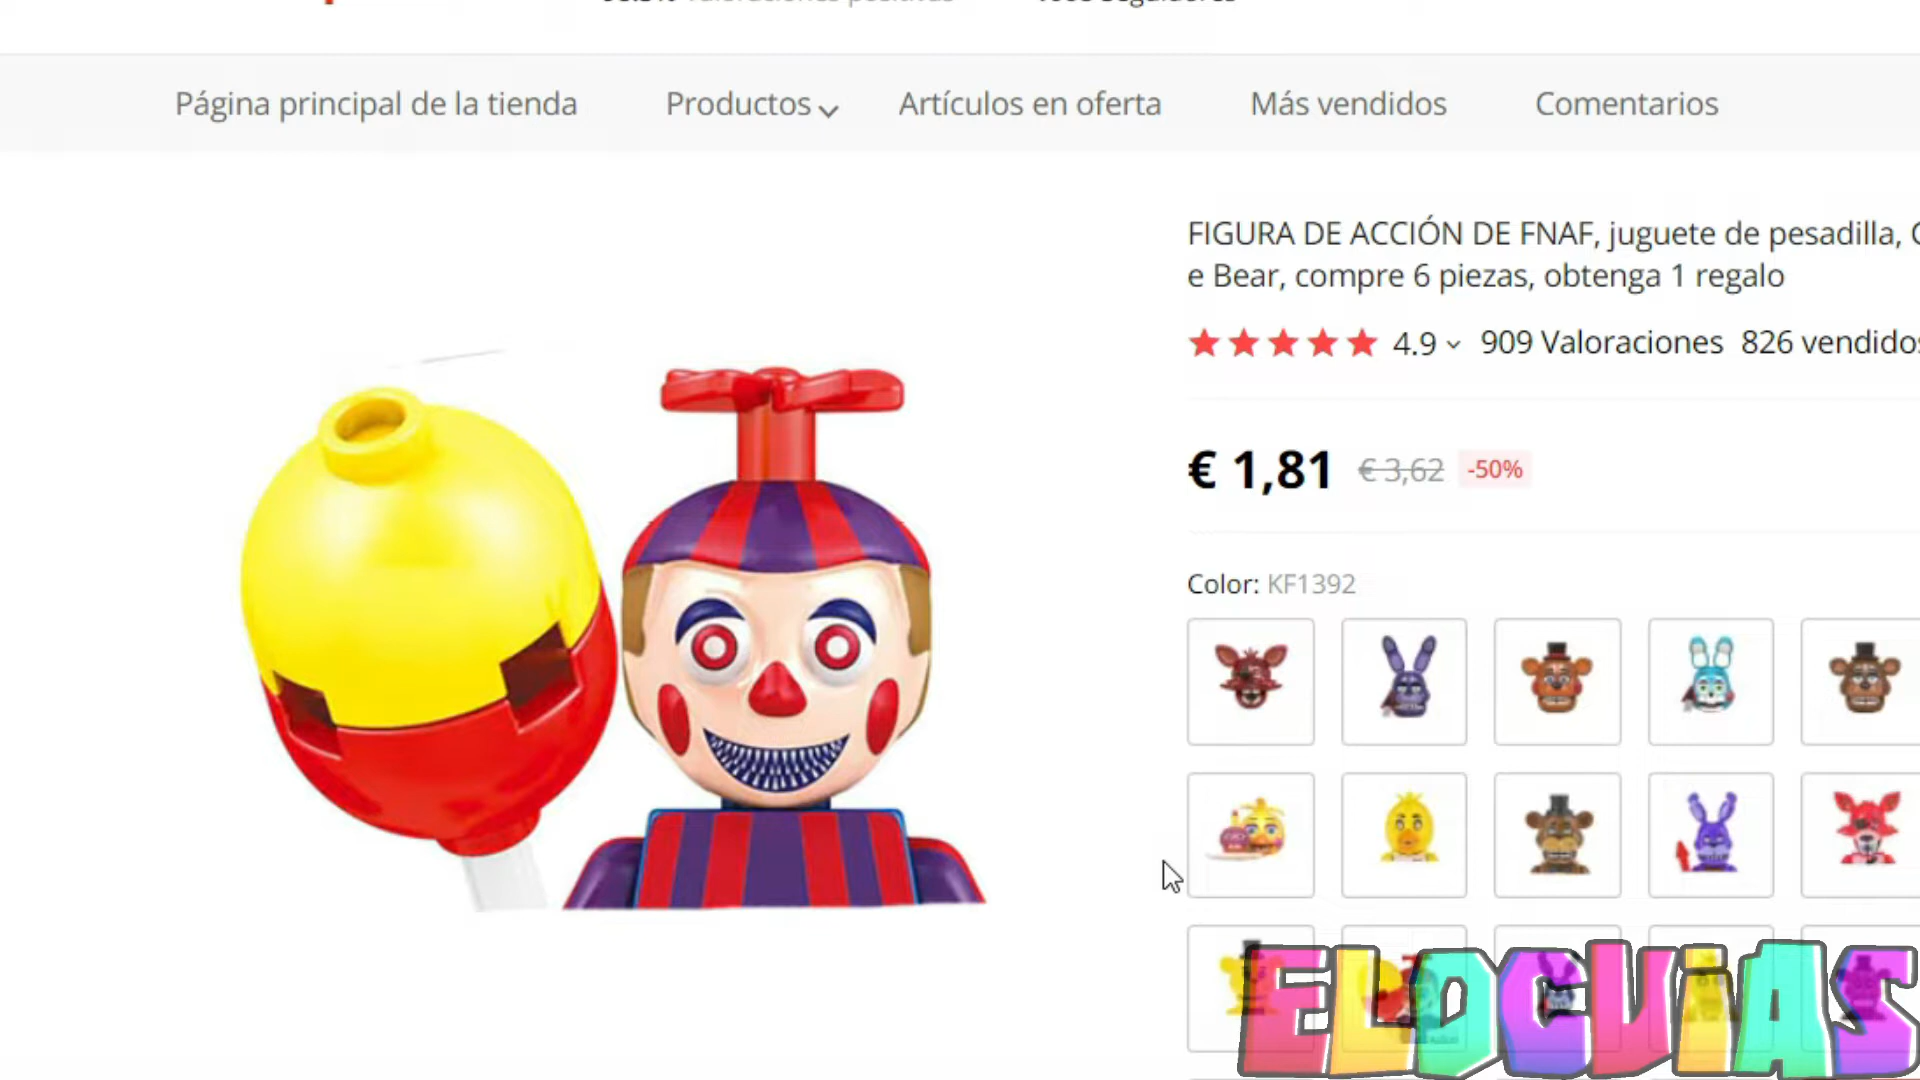 Página principal de la tienda
Productos
Artículos en oferta
Más vendidos
Comentarios
FIGURA DE ACCIÓN DE FNAF, juguete de pesadilla,
e Bear, compre 6 piezas, obtenga 1 regalo
4.9
909 Valoraciones
826 vendidos
€ 1,81 € 3,62 -50%
Color: KF1392
ELOGUIAS